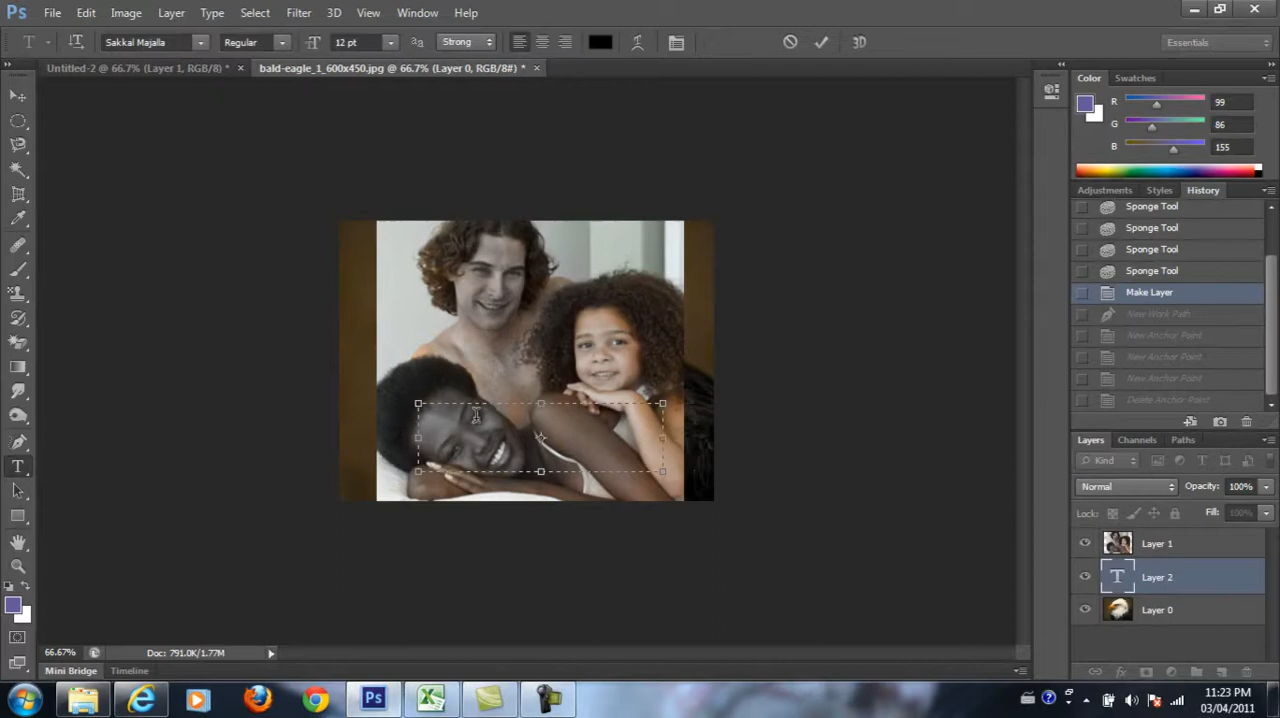 Ps File Edit Image Layer Type Select Filter 3D View Window Help
T Sakkal Majalla Regular 12 pt aa Strong 3D Essentials
Untitled-2 @ 66.7% (Layer 1, RGB/8) * × bald-eagle_1_600x450.jpg @ 66.7% (Layer 0, RGB/8#) * ×
Color Swatches
R 99
G 86
B 155
Adjustments Styles History
Sponge Tool
Sponge Tool
Sponge Tool
Sponge Tool
Make Layer
New Work Path
New Anchor Point
New Anchor Point
New Anchor Point
Delete Anchor Point
Layers Channels Paths
Kind T
Normal Opacity: 100%
Lock: Fill: 100%
Layer 1
T Layer 2
Layer 0
fx
66.67% Doc: 791.0K/1.77M
Mini Bridge Timeline
Ps
11:23 PM
03/04/2011